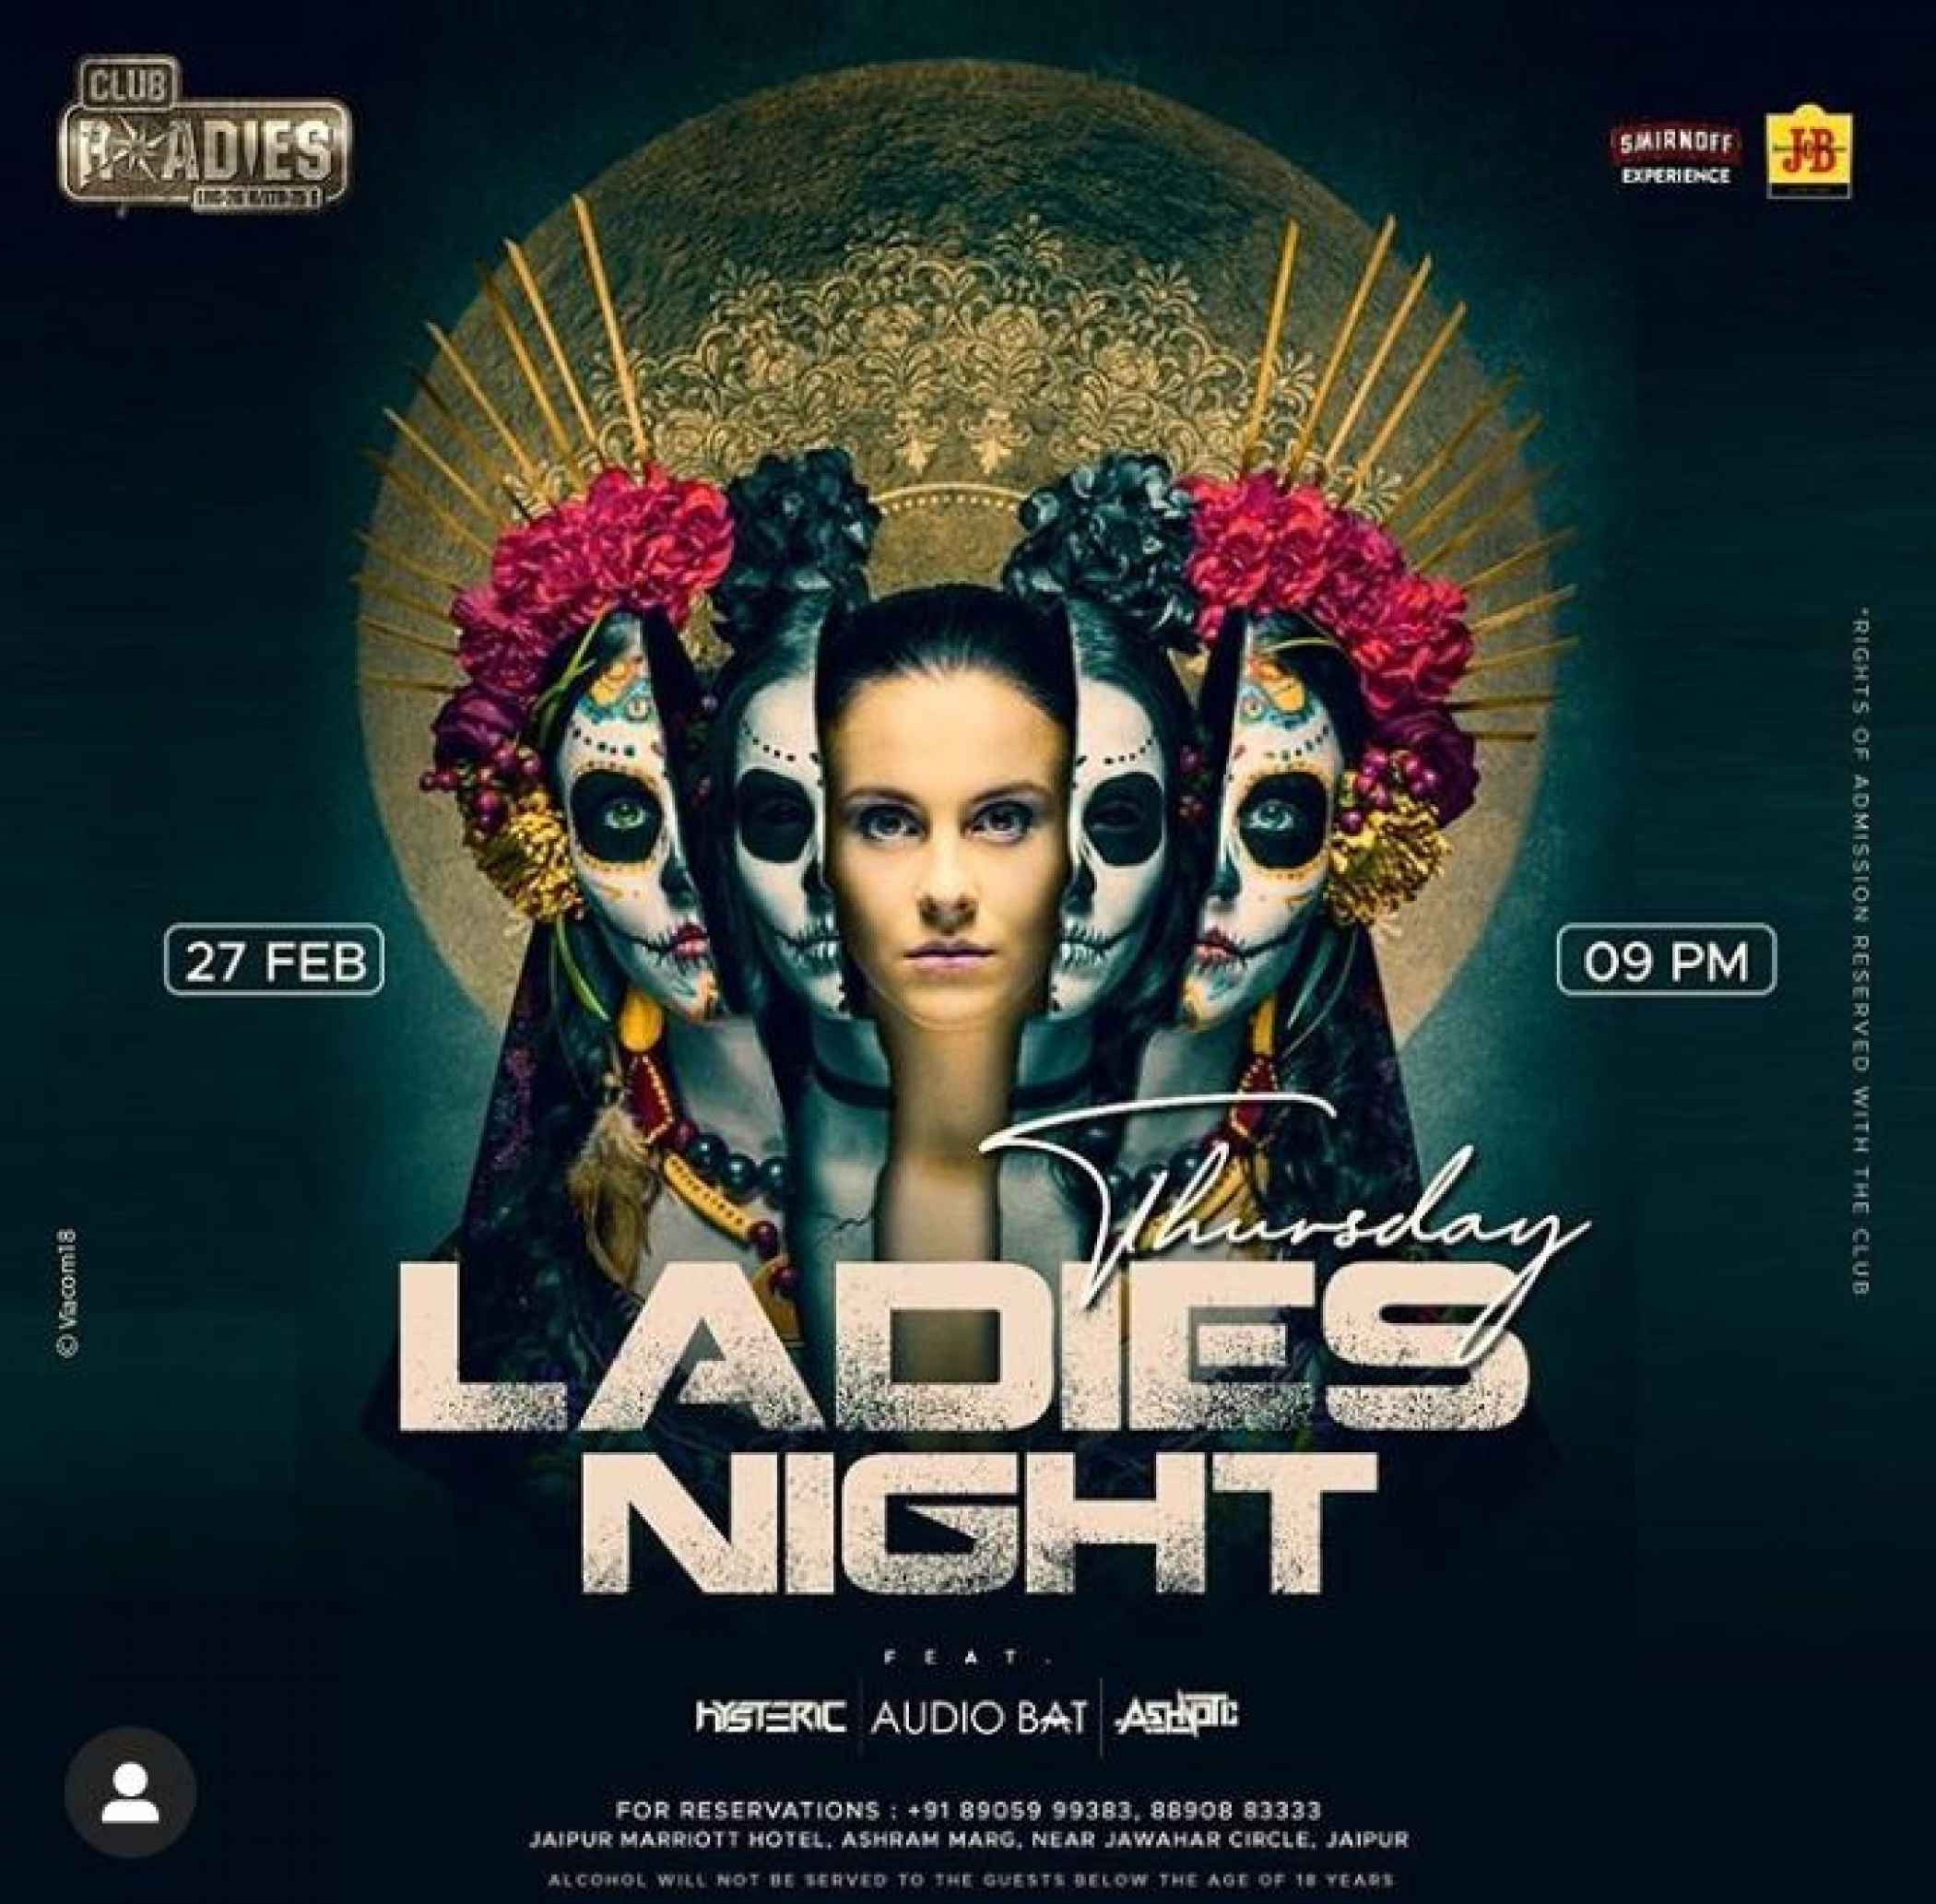 CLUB
ROADIES
SMIRNOFF
EXPERIENCE
J&B
27 FEB
09 PM
*RIGHTS OF ADMISSION RESERVED WITH THE CLUB
© Viacom18
Thursday
LADIES
NIGHT
FEAT.
HYSTERIC | AUDIO BAT |
FOR RESERVATIONS : +91 89059 99383, 88908 83333
JAIPUR MARRIOTT HOTEL, ASHRAM MARG, NEAR JAWAHAR CIRCLE, JAIPUR
ALCOHOL WILL NOT BE SERVED TO THE GUESTS BELOW THE AGE OF 18 YEARS